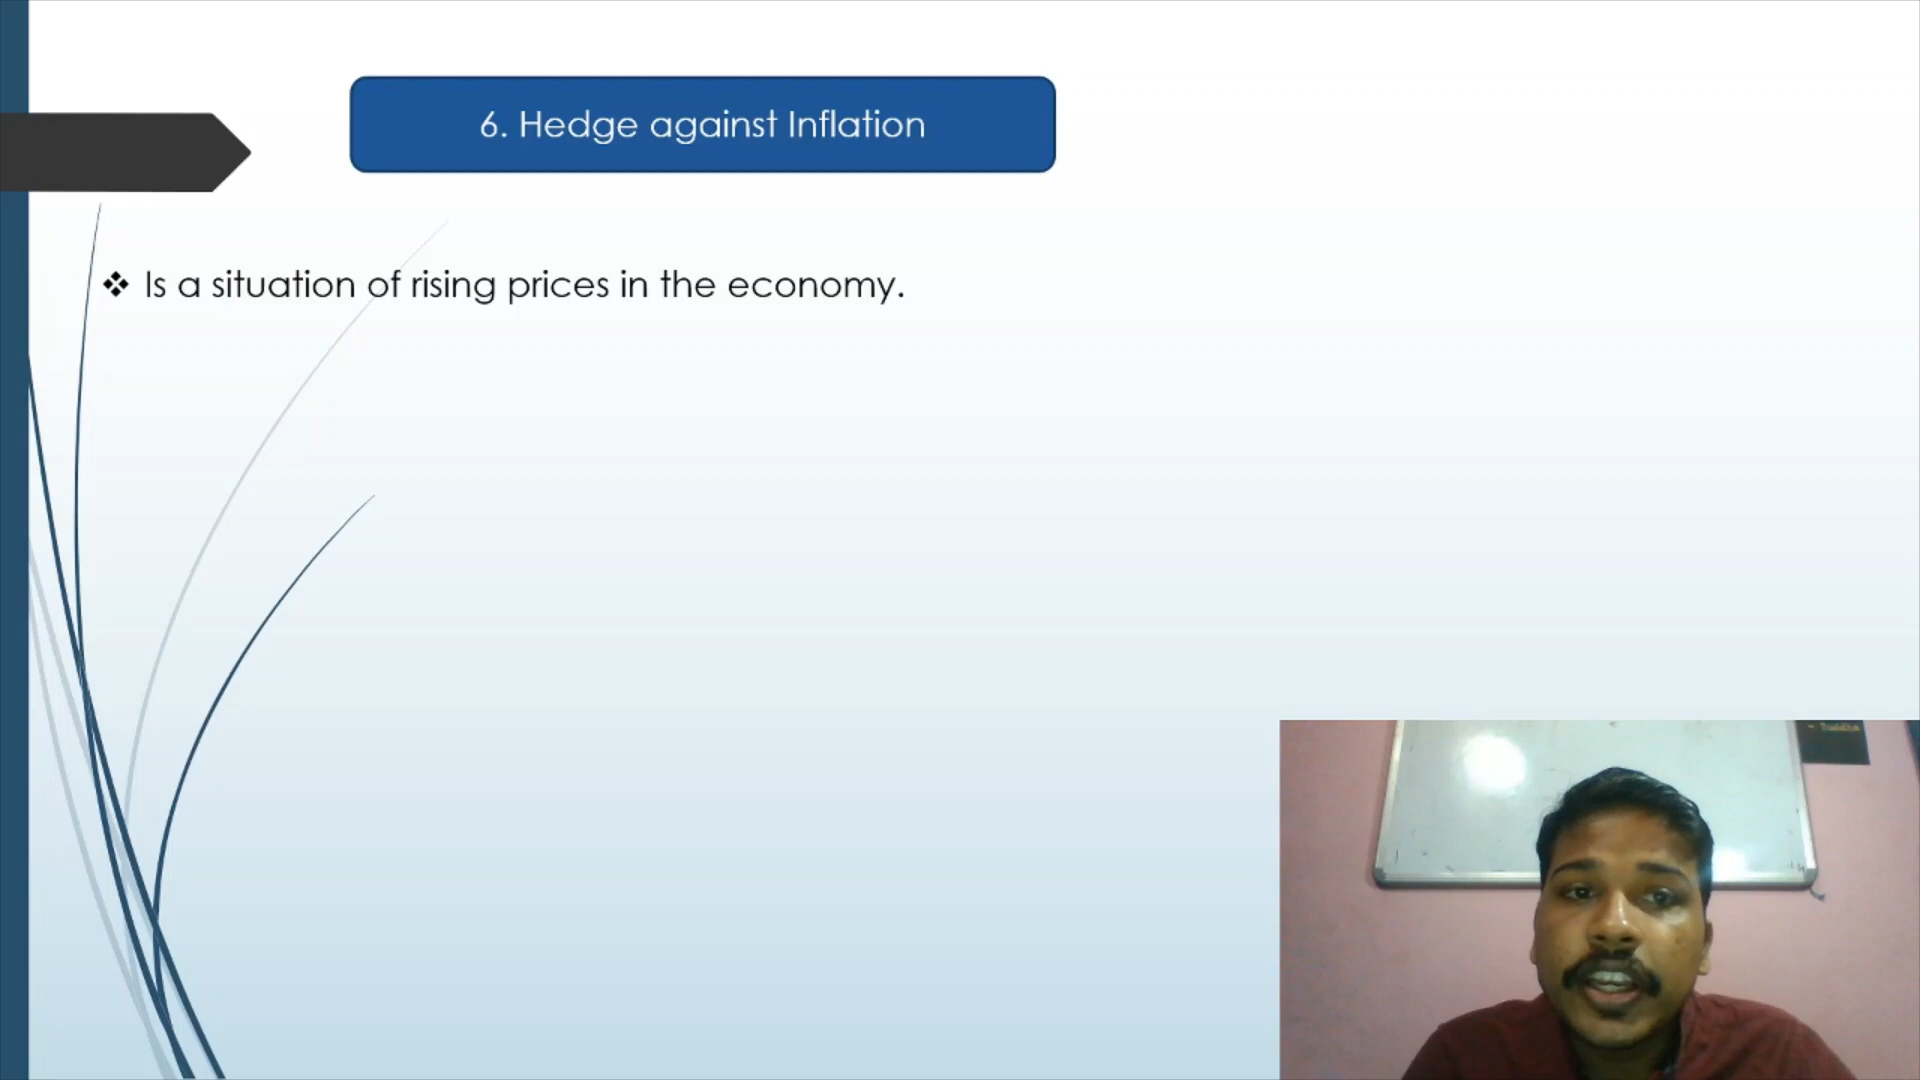 6. Hedge against Inflation
❖ Is a situation of rising prices in the economy.